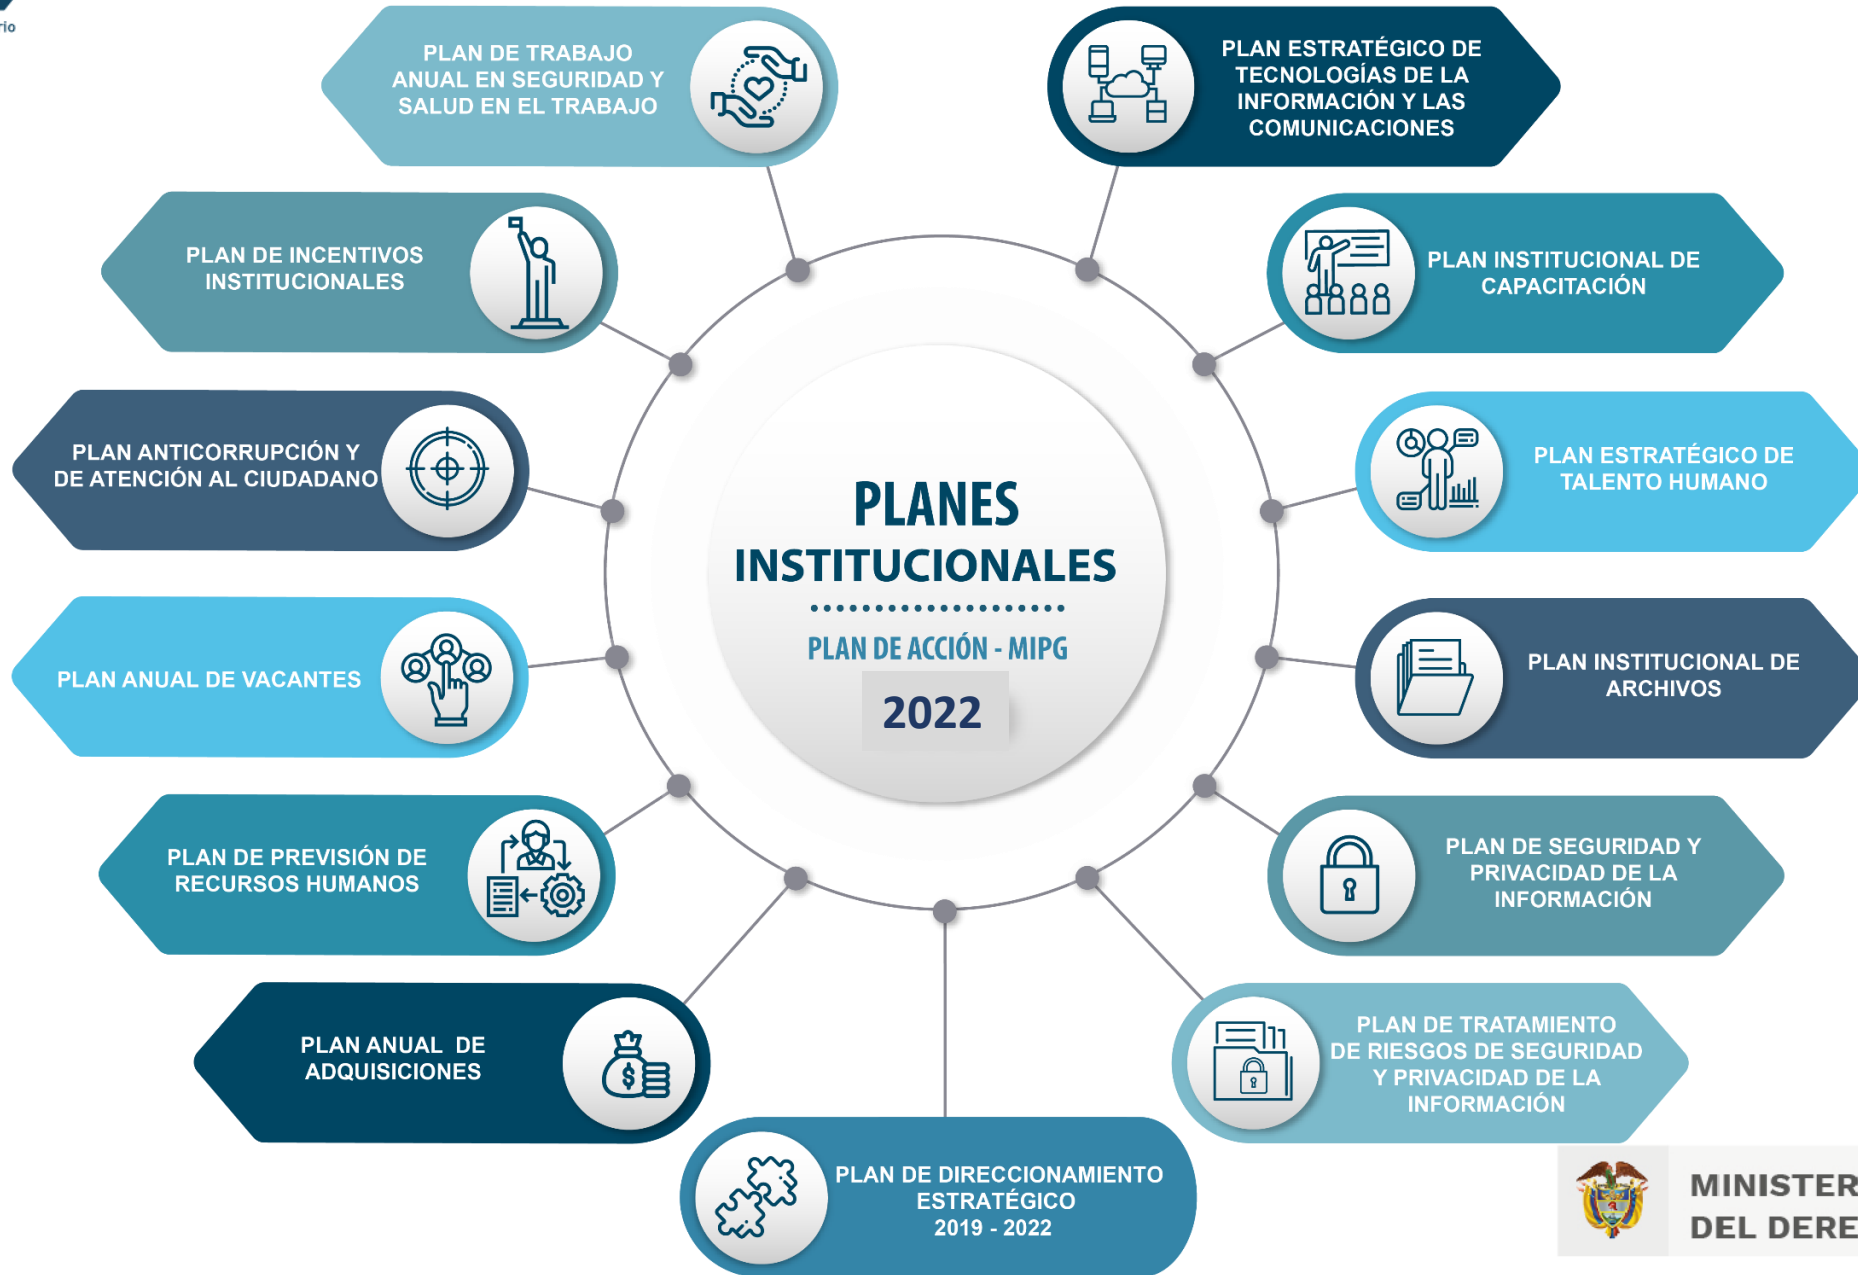 PLAN DE TRABAJO
ANUAL EN SEGURIDAD Y
SALUD EN EL TRABAJO
PLAN ESTRATÉGICO DE
TECNOLOGÍAS DE LA
INFORMACIÓN Y LAS
COMUNICACIONES
PLAN DE INCENTIVOS
INSTITUCIONALES
PLAN INSTITUCIONAL DE
CAPACITACIÓN
PLAN ANTICORRUPCIÓN Y
DE ATENCIÓN AL CIUDADANO
PLAN ESTRATÉGICO DE
TALENTO HUMANO
PLANES
INSTITUCIONALES
PLAN DE ACCIÓN - MIPG
2022
PLAN ANUAL DE VACANTES
PLAN INSTITUCIONAL DE
ARCHIVOS
PLAN DE PREVISIÓN DE
RECURSOS HUMANOS
PLAN DE SEGURIDAD Y
PRIVACIDAD DE LA
INFORMACIÓN
PLAN ANUAL DE
ADQUISICIONES
PLAN DE TRATAMIENTO
DE RIESGOS DE SEGURIDAD
Y PRIVACIDAD DE LA
INFORMACIÓN
PLAN DE DIRECCIONAMIENTO
ESTRATÉGICO
2019 - 2022
MINISTER
DEL DERE